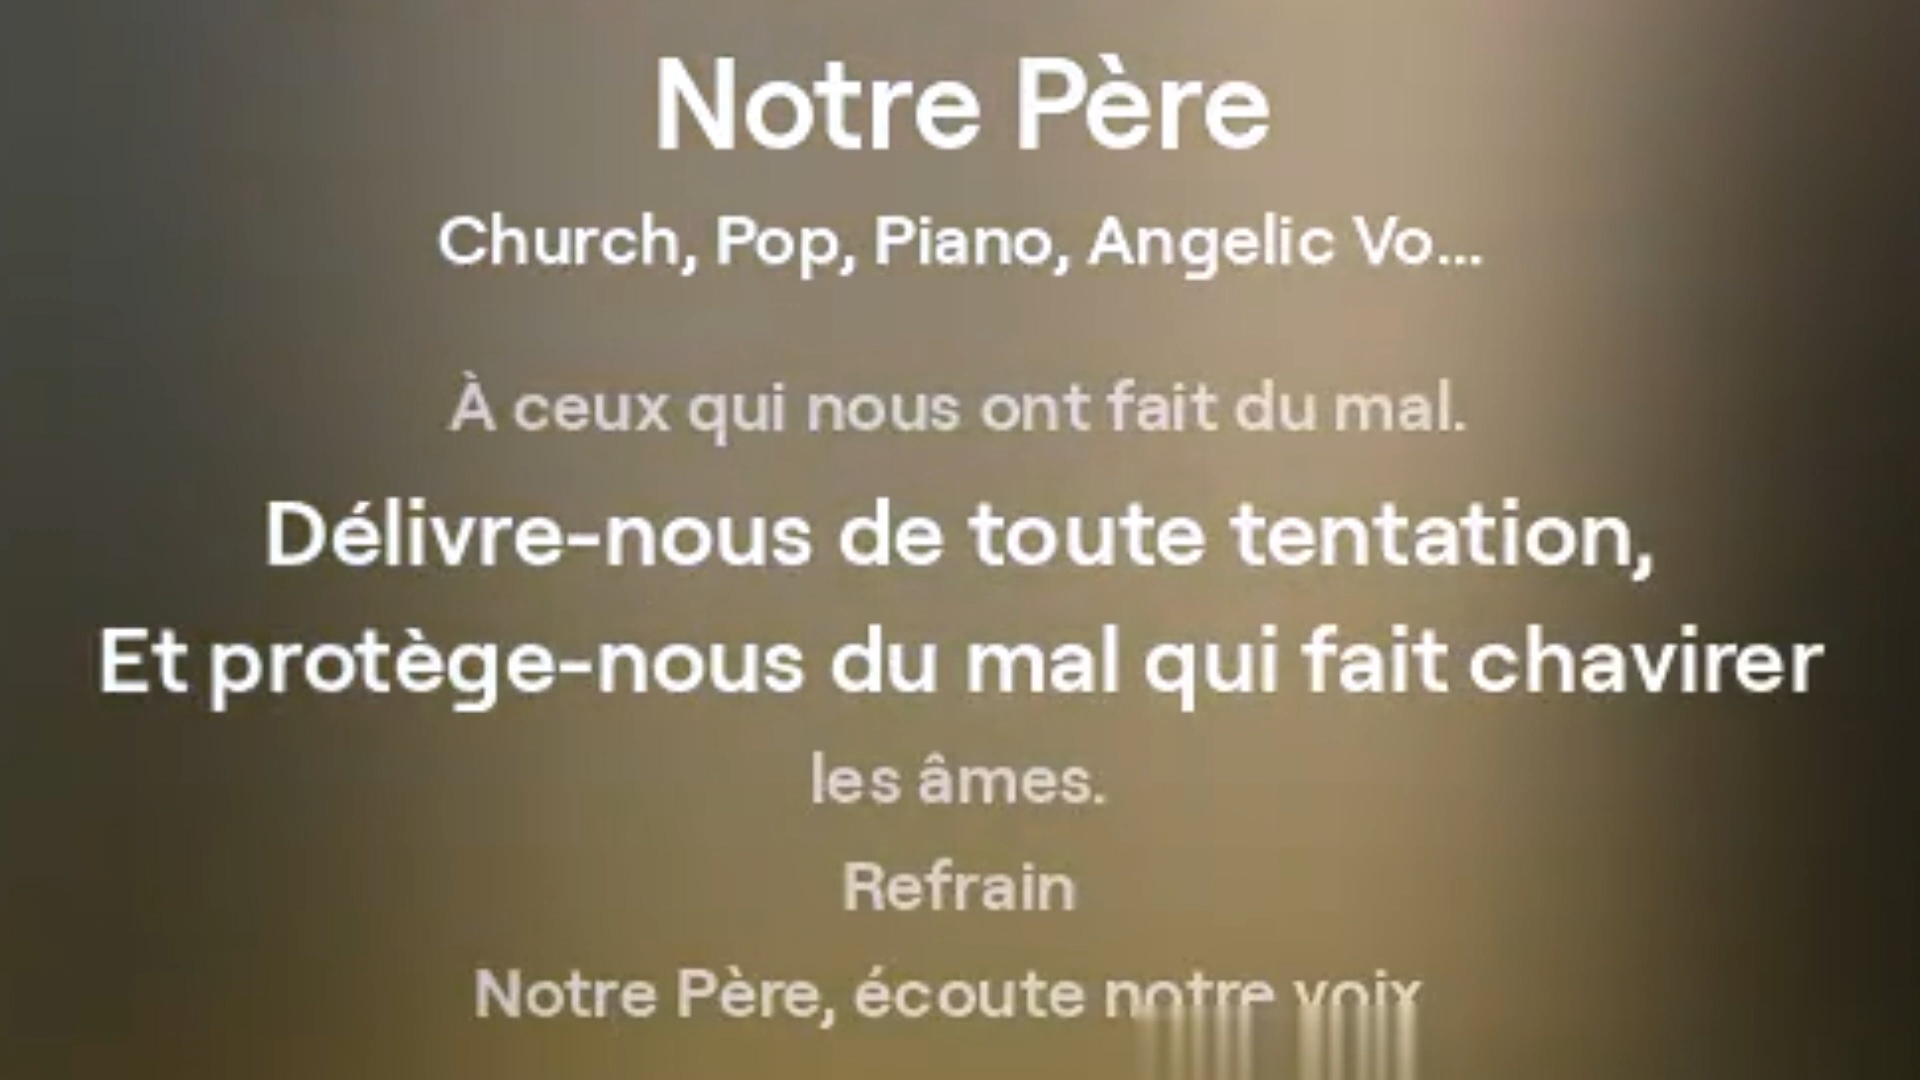 Notre Père
Church, Pop, Piano, Angelic Vo...
À ceux qui nous ont fait du mal.
Délivre-nous de toute tentation,
Et protège-nous du mal qui fait chavirer
les âmes.
Refrain
Notre Père, écoute notre voix